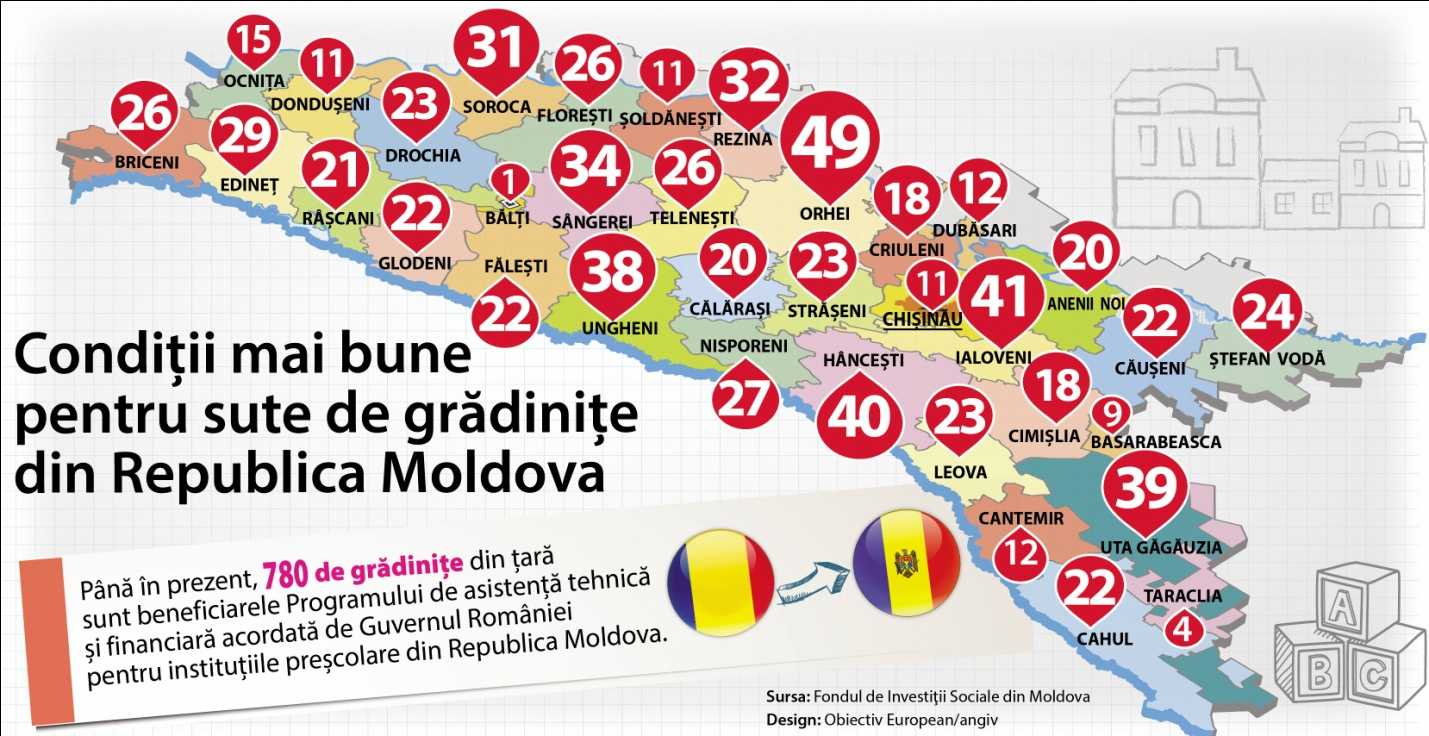 15
OCNIȚA
11
DONDUȘENI
31
SOROCA
26
FLOREȘTI
11
ȘOLDĂNEȘTI
32
REZINA
26
BRICENI
29
EDINEȚ
23
DROCHIA
49
ORHEI
21
RÂȘCANI
1
BĂLȚI
34
SÂNGEREI
26
TELENEȘTI
18
CRIULENI
12
DUBĂSARI
22
GLODENI
FĂLEȘTI
22
38
UNGHENI
20
CĂLĂRAȘI
23
STRĂȘENI
11
CHIȘINĂU
41
IALOVENI
20
ANENII NOI
22
CĂUȘENI
24
ȘTEFAN VODĂ
NISPORENI
27
HÂNCEȘTI
40
23
LEOVA
18
CIMIȘLIA
9
BASARABEASCA
39
UTA GĂGĂUZIA
CANTEMIR
12
22
CAHUL
TARACLIA
4
Condiții mai bune
pentru sute de grădinițe
din Republica Moldova
Până în prezent, 780 de grădinițe din țară
sunt beneficiarele Programului de asistență tehnică
și financiară acordată de Guvernul României
pentru instituțiile preșcolare din Republica Moldova.
A
B C
Sursa: Fondul de Investiții Sociale din Moldova
Design: Obiectiv European/angiv